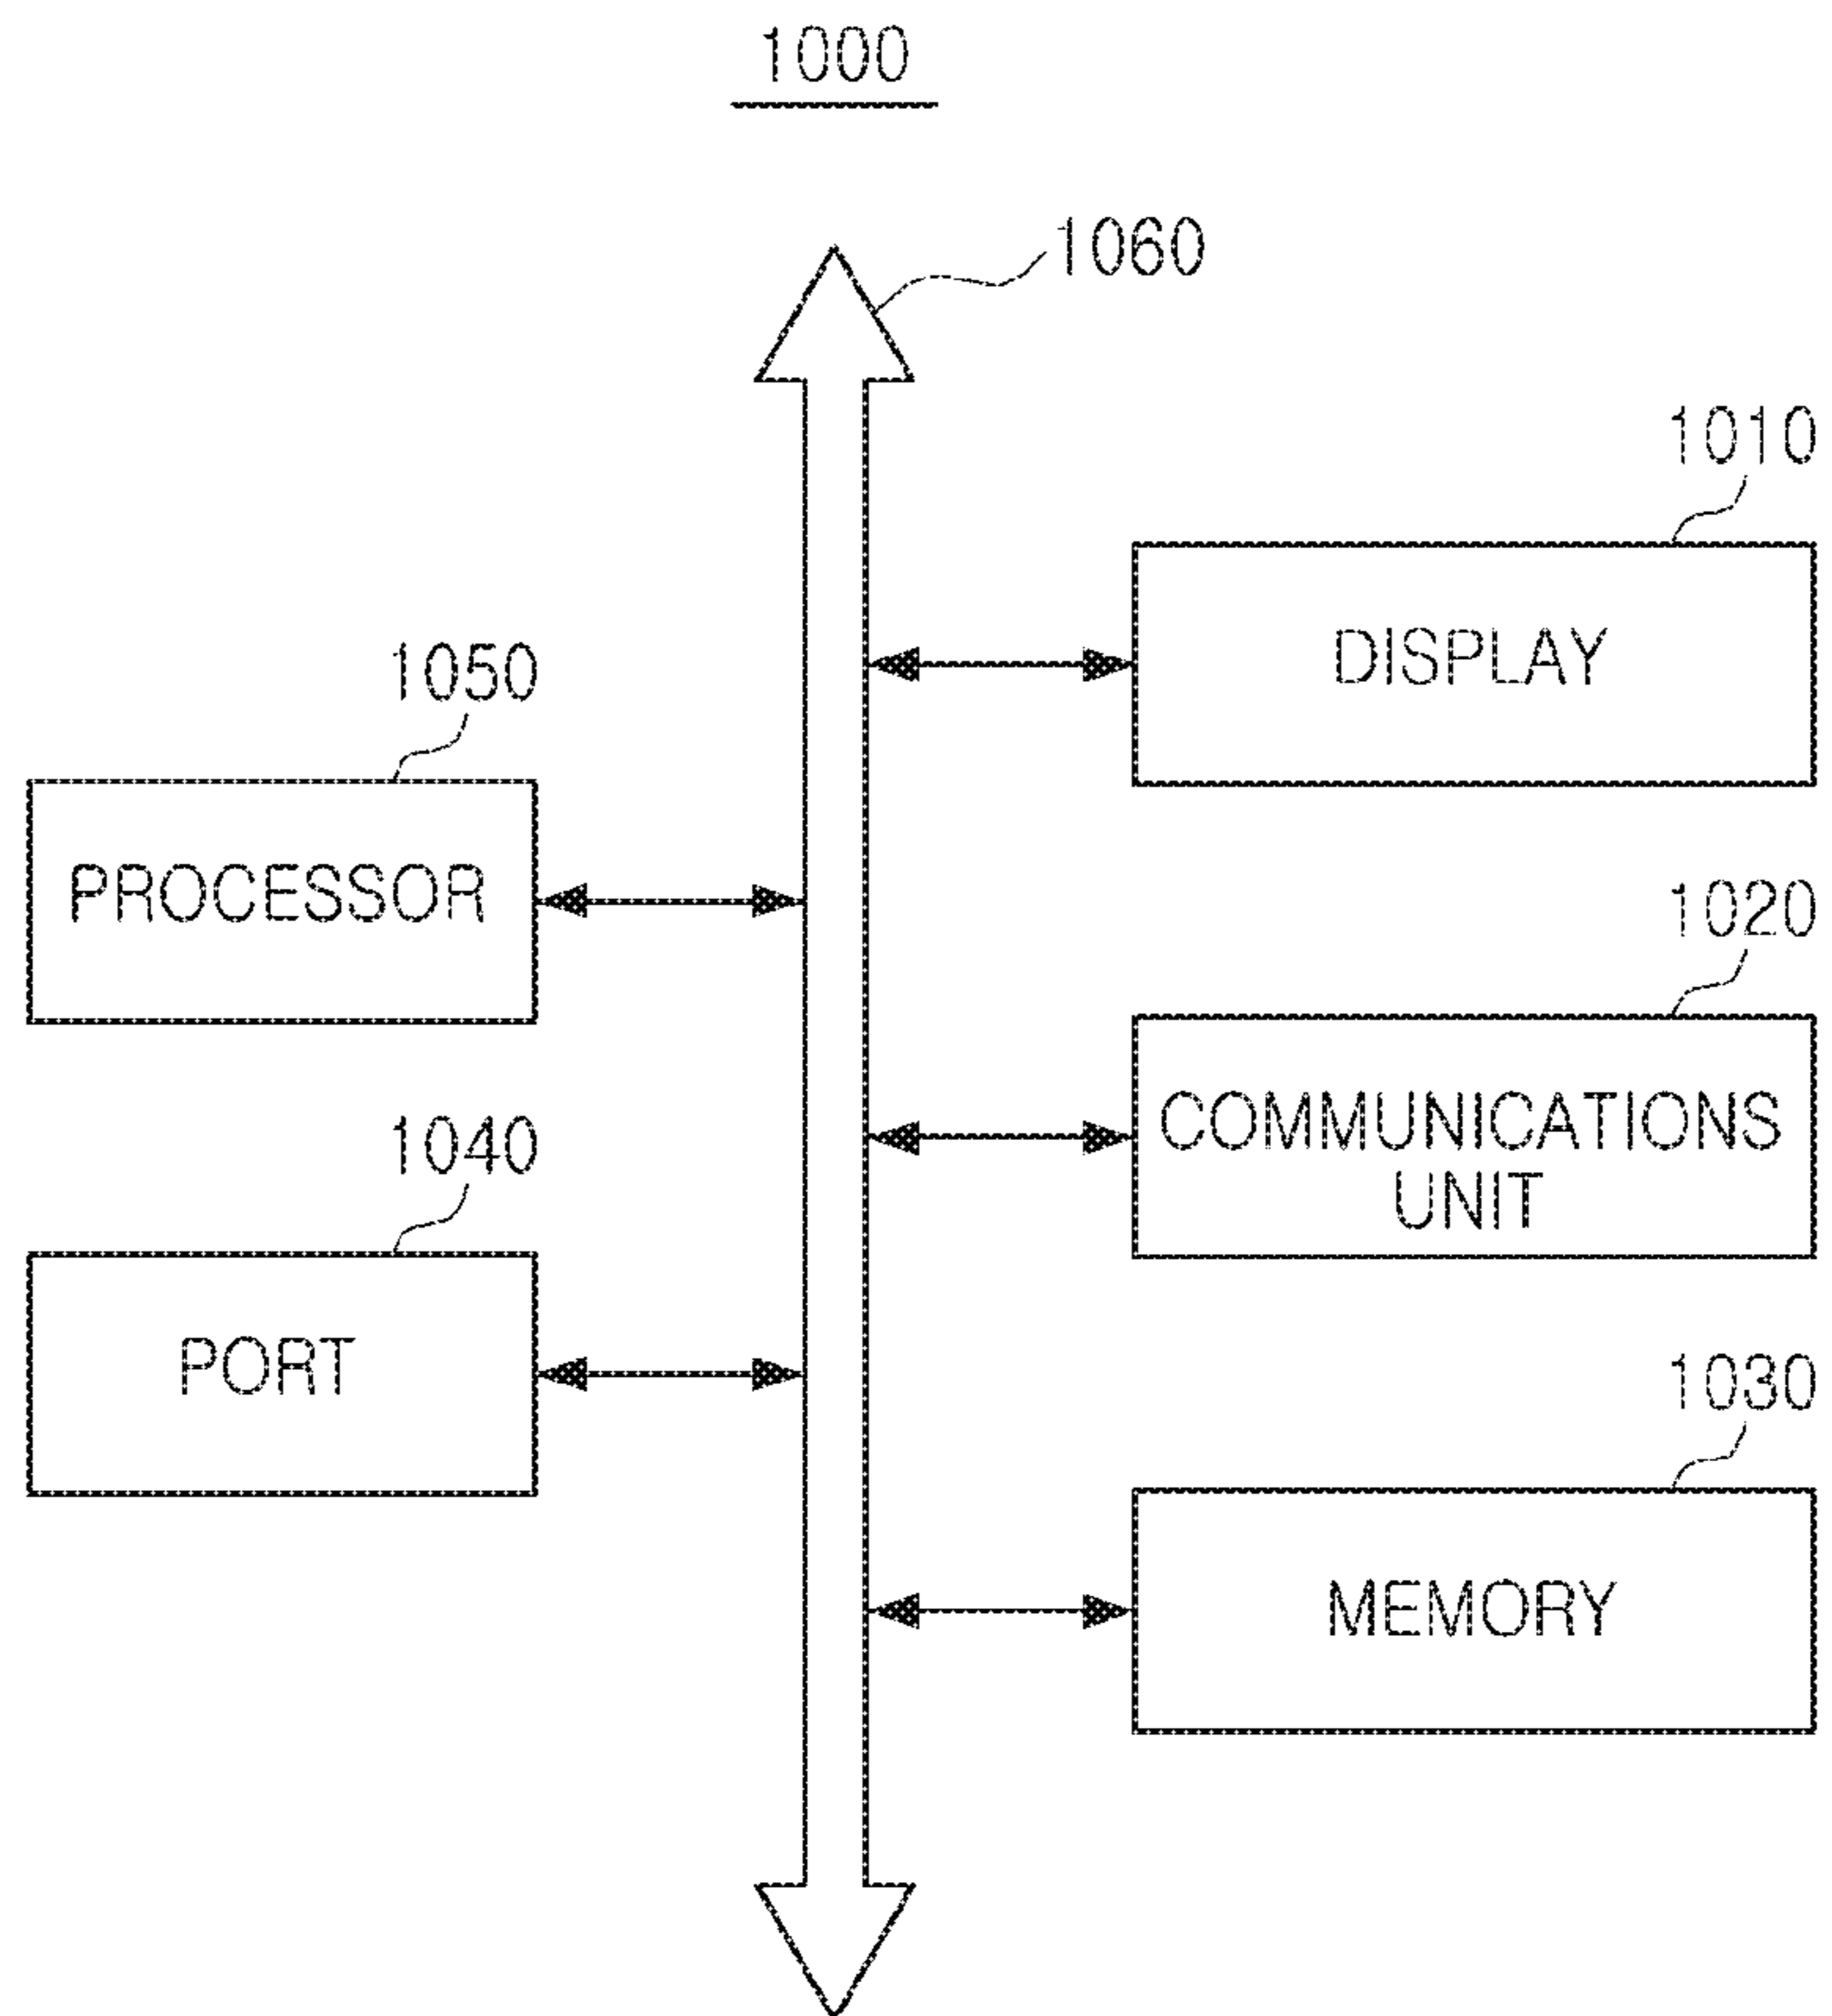 1000
1060
1010
DISPLAY
1050
PROCESSOR
1020
COMMUNICATIONS
UNIT
1040
PORT
1030
MEMORY